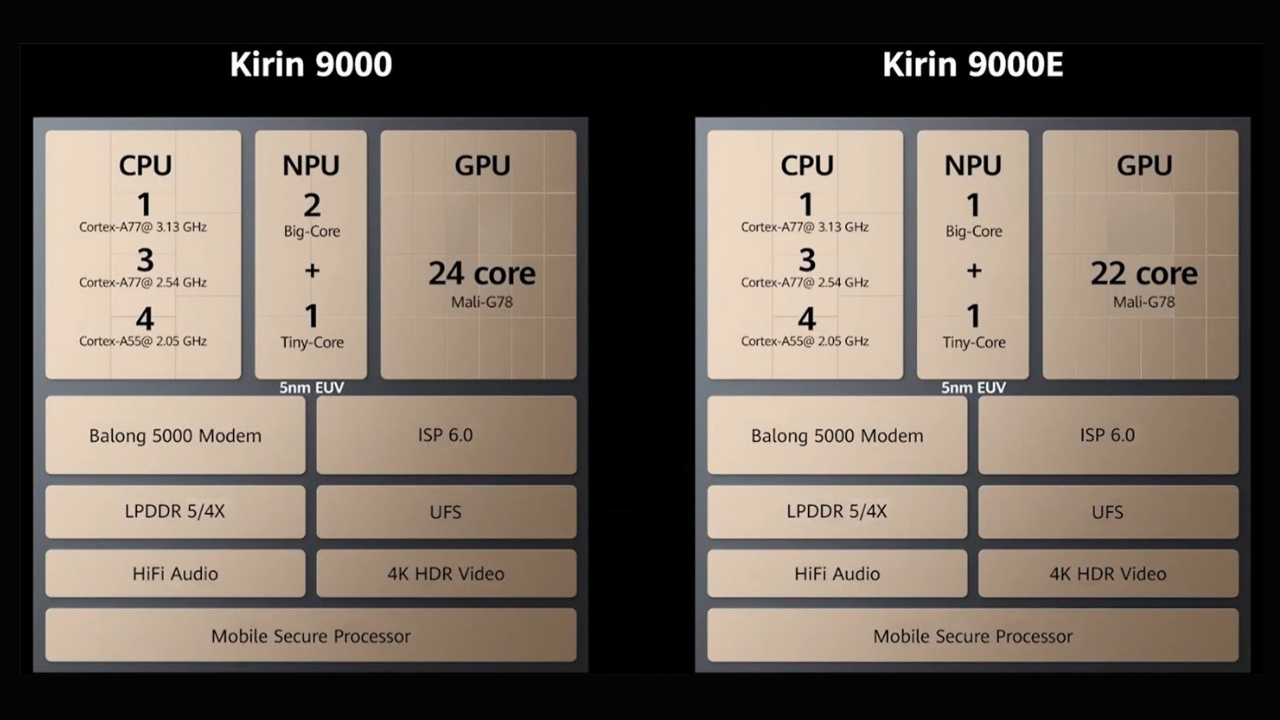 Kirin 9000
CPU
1
Cortex-A77@ 3.13 GHz
3
Cortex-A77@ 2.54 GHz
4
Cortex-A55@ 2.05 GHz
NPU
2
Big-Core
+
1
Tiny-Core
GPU
24 core
Mali-G78
5nm EUV
Balong 5000 Modem
ISP 6.0
LPDDR 5/4X
UFS
HiFi Audio
4K HDR Video
Mobile Secure Processor
Kirin 9000E
CPU
1
Cortex-A77@ 3.13 GHz
3
Cortex-A77@ 2.54 GHz
4
Cortex-A55@ 2.05 GHz
NPU
1
Big-Core
+
1
Tiny-Core
GPU
22 core
Mali-G78
5nm EUV
Balong 5000 Modem
ISP 6.0
LPDDR 5/4X
UFS
HiFi Audio
4K HDR Video
Mobile Secure Processor